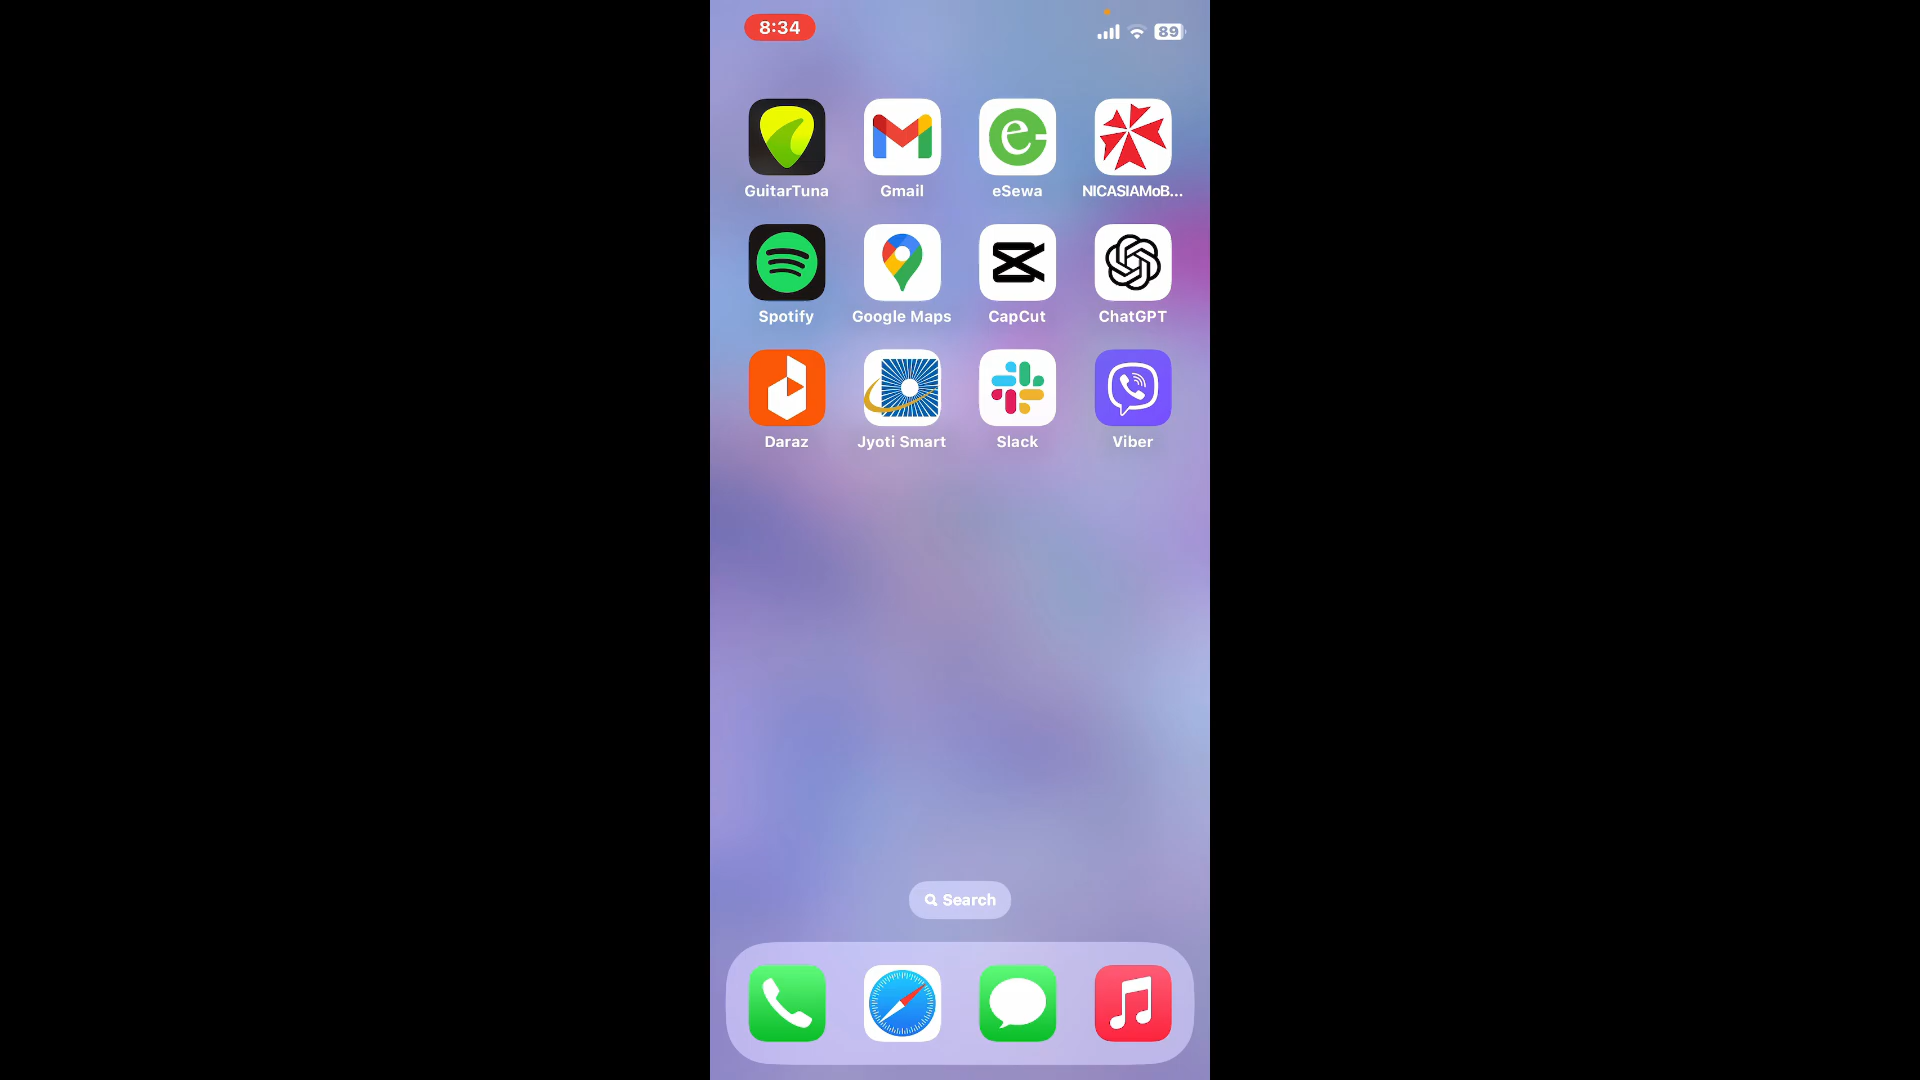 8:34
89
GuitarTuna
Gmail
eSewa
NICASIAMoB...
Spotify
Google Maps
CapCut
ChatGPT
Daraz
Jyoti Smart
Slack
Viber
Search